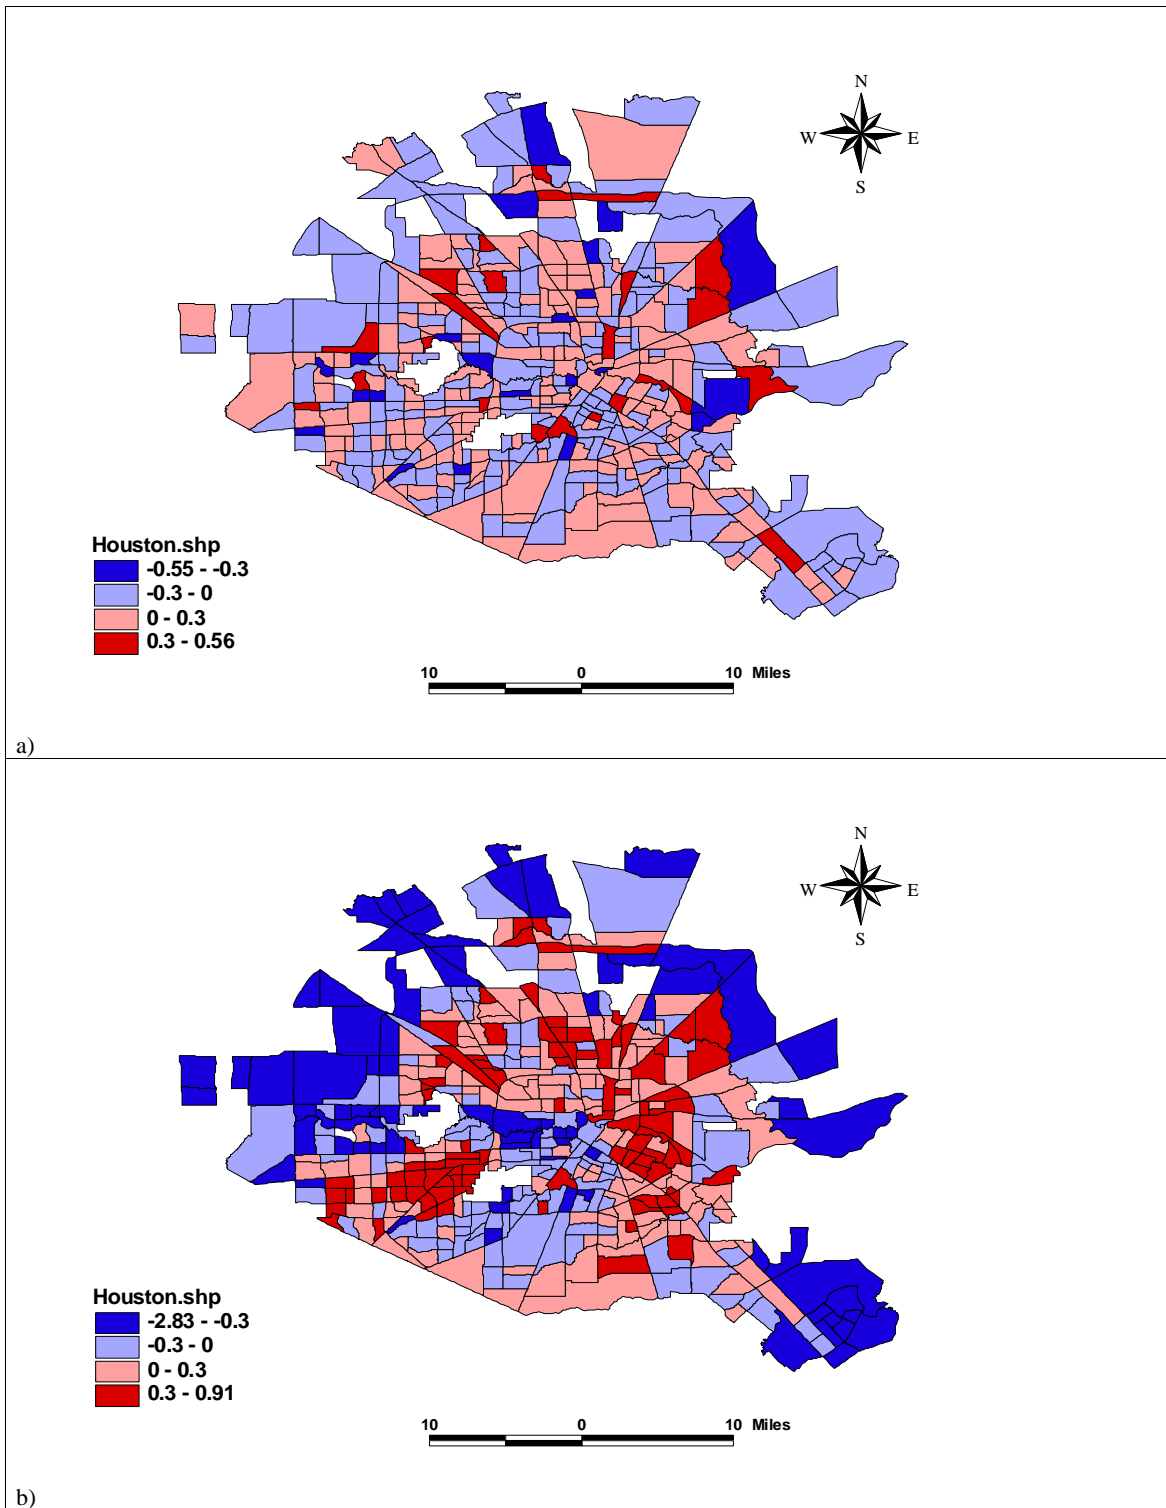 N
W E
S
Houston.shp
-0.55 - -0.3
-0.3 - 0
0 - 0.3
0.3 - 0.56
10 0 10 Miles
a)
N
W E
S
Houston.shp
-2.83 - -0.3
-0.3 - 0
0 - 0.3
0.3 - 0.91
10 0 10 Miles
b)